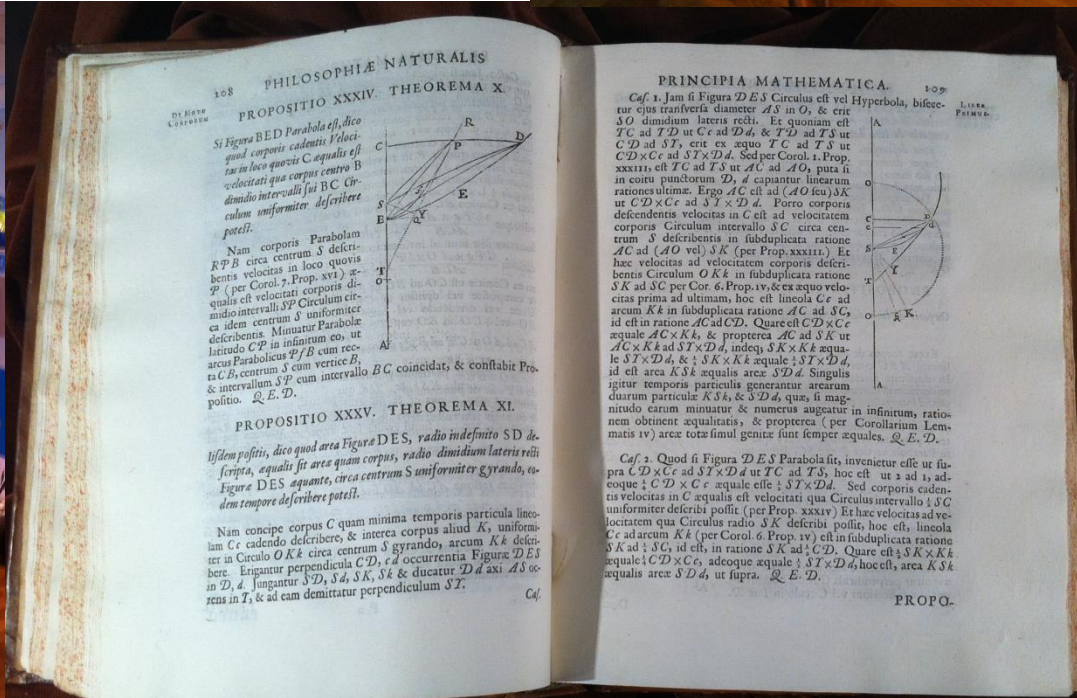 108
PHILOSOPHIÆ NATURALIS
DE MOTU
CORPORUM
PROPOSITIO XXXIV. THEOREMA X.
Si Figura BED Parabola eſt, dico
quod corporis cadentis Veloci-
tas in loco quovis C æqualis eſt
velocitati qua corpus centro B
dimidio intervalli ſui BC Cir-
culum uniformiter deſcribere
poteſt.
Nam corporis Parabolam
RPB circa centrum S deſcri-
bentis velocitas in loco quovis
P (per Corol. 7. Prop. XVI) æ-
qualis eſt velocitati corporis di-
midio intervalli SP Circulum cir-
ca idem centrum S uniformiter
deſcribentis. Minuatur Parabolæ
latitudo CP in infinitum eo, ut
arcus Parabolicus PfB cum rec-
ta CB, centrum S cum vertice B,
& intervallum SP cum intervallo BC coincidat, & conſtabit Pro-
poſitio. Q. E. D.
R
C
P
D
E
S
B
Y
T
O
A
PROPOSITIO XXXV. THEOREMA XI.
Iiſdem poſitis, dico quod area Figuræ DES, radio indefinito SD de-
ſcripta, æqualis ſit areæ quam corpus, radio dimidium lateris recti
Figuræ DES æquante, circa centrum S uniformiter gyrando, eo-
dem tempore deſcribere poteſt.
Nam concipe corpus C quam minima temporis particula lineo-
lam Cc cadendo deſcribere, & interea corpus aliud K, uniformi-
ter in Circulo OKk circa centrum S gyrando, arcum Kk deſcri-
bere. Erigantur perpendicula CD, cd occurrentia Figuræ DES
in D, d. Jungantur SD, Sd, SK, Sk & ducatur Dd axi AS oc-
rens in T, & ad eam demittatur perpendiculum SY.
Caſ.
PRINCIPIA MATHEMATICA.
109
LIBER
PRIMUS.
Caſ. 1. Jam ſi Figura DES Circulus eſt vel Hyperbola, biſece-
tur ejus tranſverſa diameter AS in O, & erit
SO dimidium lateris recti. Et quoniam eſt
TC ad TD ut Cc ad Dd, & TD ad TS ut
CD ad SY, erit ex æquo TC ad TS ut
CD×Cc ad SY×Dd. Sed per Corol. 1. Prop.
XXXIII, eſt TC ad TS ut AC ad AO, puta ſi
in coitu punctorum D, d capiantur linearum
rationes ultimæ. Ergo AC eſt ad (AO ſeu) SK
ut CD×Cc ad SY×Dd. Porro corporis
deſcendentis velocitas in C eſt ad velocitatem
corporis Circulum intervallo SC circa cen-
trum S deſcribentis in ſubduplicata ratione
AC ad (AO vel) SK (per Prop. XXXIII.) Et
hæc velocitas ad velocitatem corporis deſcri-
bentis Circulum OKk in ſubduplicata ratione
SK ad SC per Cor. 6. Prop. IV, & ex æquo velo-
citas prima ad ultimam, hoc eſt lineola Cc ad
arcum Kk in ſubduplicata ratione AC ad SC,
id eſt in ratione AC ad CD. Quare eſt CD×Cc
æquale AC×Kk, & propterea AC ad SK ut
AC×Kk ad SY×Dd, indeq; SK×Kk æqua-
le SY×Dd, & ½ SK×Kk æquale ½ SY×Dd,
id eſt area KSk æqualis areæ SDd. Singulis
igitur temporis particulis generantur arearum
duarum particulæ KSk, & SDd, quæ, ſi mag-
nitudo earum minuatur & numerus augeatur in infinitum, ratio-
nem obtinent æqualitatis, & propterea (per Corollarium Lem-
matis IV) areæ totæ ſimul genitæ ſunt ſemper æquales. Q. E. D.
A
O
C
c
D
d
S
E
Y
T
O
k
K
A
Caſ. 2. Quod ſi Figura DES Parabola ſit, invenietur eſſe ut ſu-
pra CD×Cc ad SY×Dd ut TC ad TS, hoc eſt ut 2 ad 1, ad-
eoque ¼ CD × Cc æquale eſſe ½ SY×Dd. Sed corporis caden-
tis velocitas in C æqualis eſt velocitati qua Circulus intervallo ½ SC
uniformiter deſcribi poſſit (per Prop. XXXIV) Et hæc velocitas ad ve-
locitatem qua Circulus radio SK deſcribi poſſit, hoc eſt, lineola
Cc ad arcum Kk (per Corol. 6. Prop. IV) eſt in ſubduplicata ratione
SK ad ½ SC, id eſt, in ratione SK ad ½ CD. Quare eſt ½ SK×Kk
æquale ¼ CD×Cc, adeoque æquale ½ SY×Dd, hoc eſt, area KSk
æqualis areæ SDd, ut ſupra. Q. E. D.
PROPO-